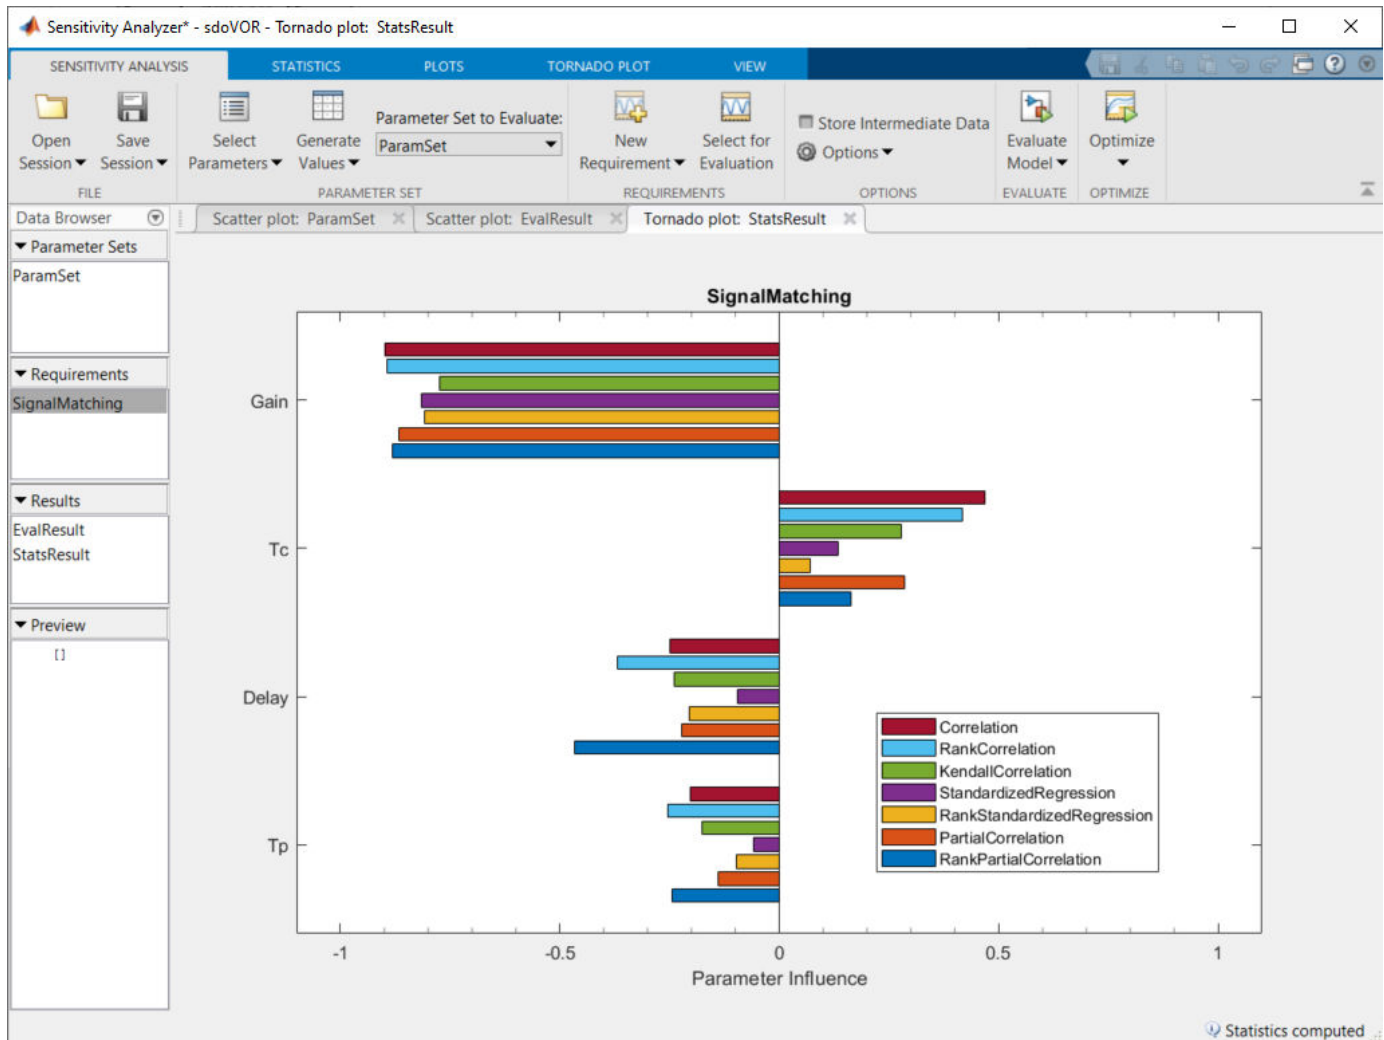 Sensitivity Analyzer* - sdoVOR - Tornado plot: StatsResult
SENSITIVITY ANALYSIS STATISTICS PLOTS TORNADO PLOT VIEW
Open Session Save Session Select Parameters Generate Values Parameter Set to Evaluate: ParamSet New Requirement Select for Evaluation Store Intermediate Data Options Evaluate Model Optimize
FILE PARAMETER SET REQUIREMENTS OPTIONS EVALUATE OPTIMIZE
Data Browser Scatter plot: ParamSet Scatter plot: EvalResult Tornado plot: StatsResult
Parameter Sets
ParamSet
Requirements
SignalMatching
Results
EvalResult
StatsResult
Preview
[]
SignalMatching
Gain
Tc
Delay
Tp
Correlation
RankCorrelation
KendallCorrelation
StandardizedRegression
RankStandardizedRegression
PartialCorrelation
RankPartialCorrelation
-1 -0.5 0 0.5 1
Parameter Influence
Statistics computed